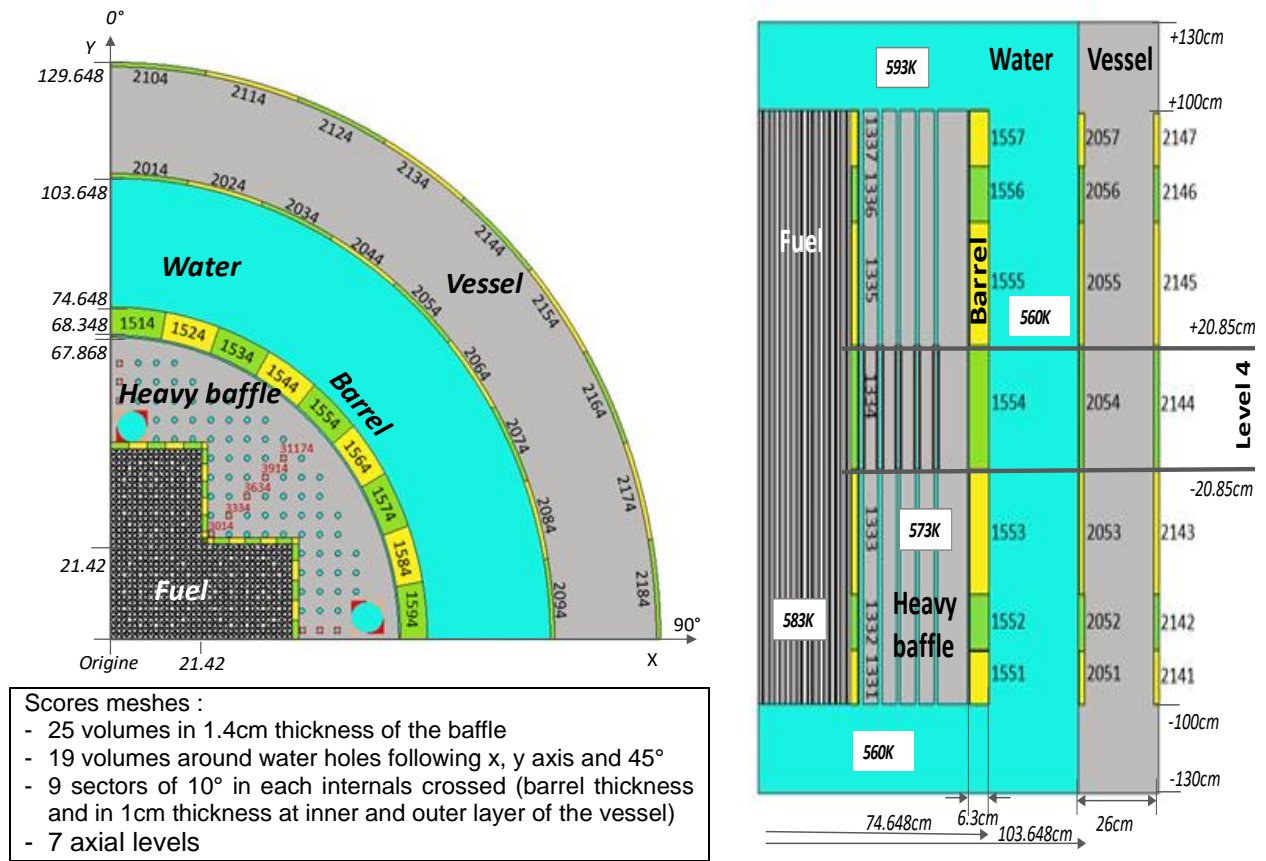 0°
Y
129.648
103.648
74.648
68.348
67.868
21.42
Origine
21.42
X
90°
2104
2114
2124
2134
2144
2154
2164
2174
2184
2014
2024
2034
2044
2054
2064
2074
2084
2094
Water
Vessel
Barrel
1514
1524
1534
1544
1554
1564
1574
1584
1594
Heavy baffle
31174
3914
3634
3334
3014
Fuel
Scores meshes :
- 25 volumes in 1.4cm thickness of the baffle
- 19 volumes around water holes following x, y axis and 45°
- 9 sectors of 10° in each internals crossed (barrel thickness
and in 1cm thickness at inner and outer layer of the vessel)
- 7 axial levels
593K
Water
Vessel
+130cm
+100cm
1337
1557
2057
2147
1336
1556
2056
2146
Fuel
Barrel
1335
1555
2055
2145
560K
+20.85cm
1334
1554
2054
2144
Level 4
-20.85cm
1333
573K
1553
2053
2143
583K
Heavy
baffle
1332
1552
2052
2142
1331
1551
2051
2141
-100cm
560K
-130cm
74.648cm
6.3cm
103.648cm
26cm